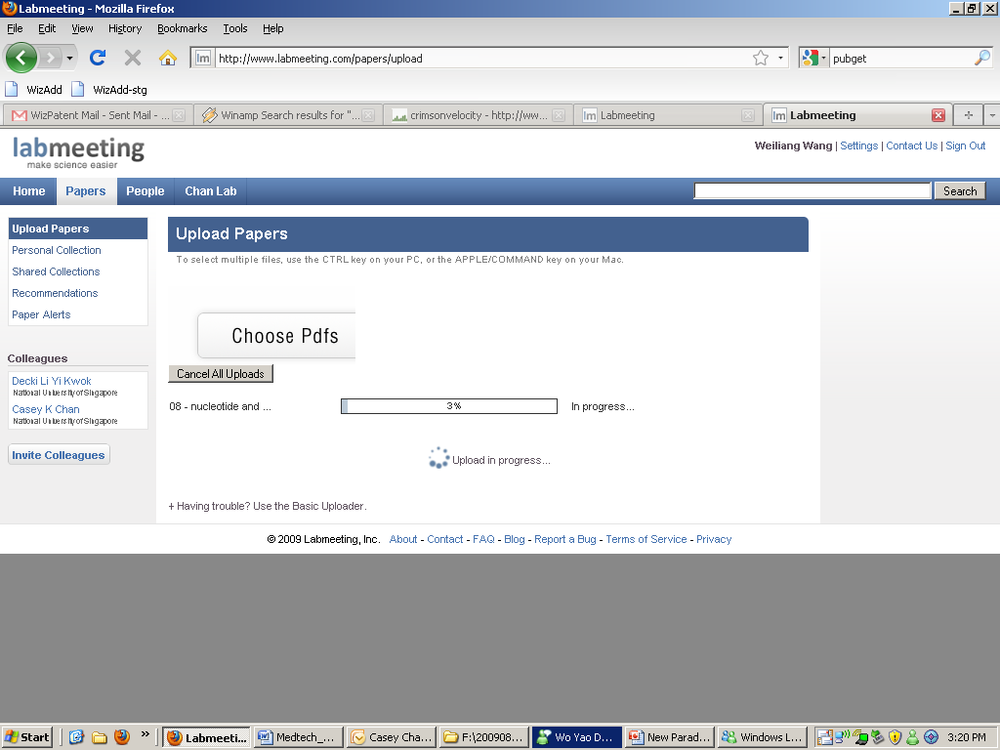 Labmeeting - Mozilla Firefox
File Edit View History Bookmarks Tools Help
http://www.labmeeting.com/papers/upload
pubget
WizAdd WizAdd-stg
WizPatent Mail - Sent Mail - ... Winamp Search results for "... crimsonvelocity - http://ww... Labmeeting Labmeeting
labmeeting
make science easier
Weiliang Wang | Settings | Contact Us | Sign Out
Home Papers People Chan Lab Search
Upload Papers
Personal Collection
Shared Collections
Recommendations
Paper Alerts
Colleagues
Decki Li Yi Kwok
National University of Singapore
Casey K Chan
National University of Singapore
Invite Colleagues
Upload Papers
To select multiple files, use the CTRL key on your PC, or the APPLE/COMMAND key on your Mac.
Choose Pdfs
Cancel All Uploads
08 - nucleotide and ... 3% In progress...
Upload in progress...
+ Having trouble? Use the Basic Uploader.
© 2009 Labmeeting, Inc. About - Contact - FAQ - Blog - Report a Bug - Terms of Service - Privacy
Start Labmeeti... Medtech_... Casey Cha... F:\200908... Wo Yao D... New Parad... Windows L... 3:20 PM